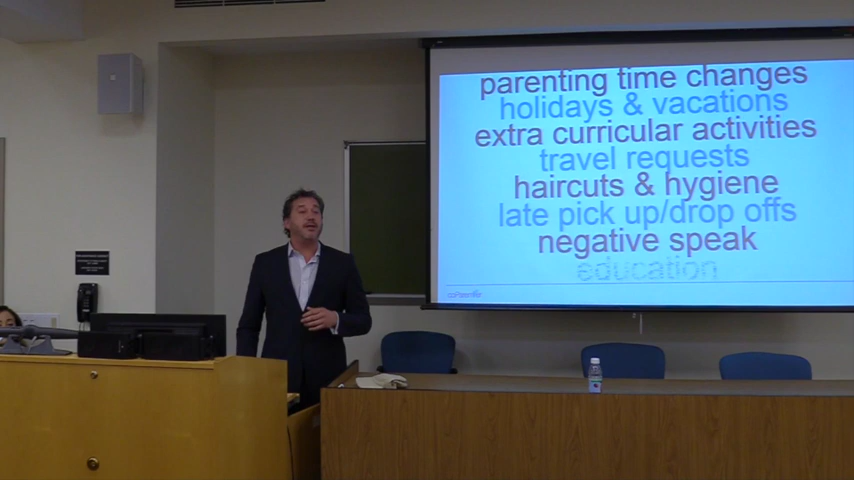 parenting time changes
holidays & vacations
extra curricular activities
travel requests
haircuts & hygiene
late pick up/drop offs
negative speak
education